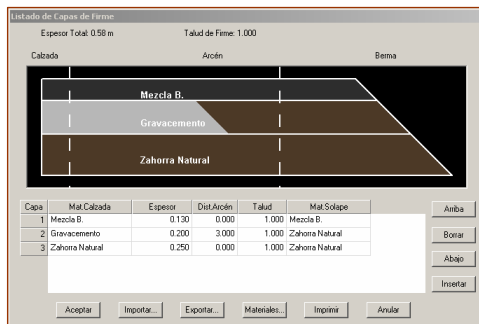 Listado de Capas de Firme
Espesor Total: 0.58 m Talud de Firme: 1.000
Calzada Arcén Berma
Mezcla B.
Gravacemento
Zahorra Natural
Capa Mat.Calzada Espesor Dist.Arcén Talud Mat.Solape
1 Mezcla B. 0.130 0.000 1.000 Mezcla B.
2 Gravacemento 0.200 3.000 1.000 Zahorra Natural
3 Zahorra Natural 0.250 0.000 1.000 Zahorra Natural
Arriba
Borrar
Abajo
Insertar
Aceptar Importar... Exportar... Materiales... Imprimir Anular